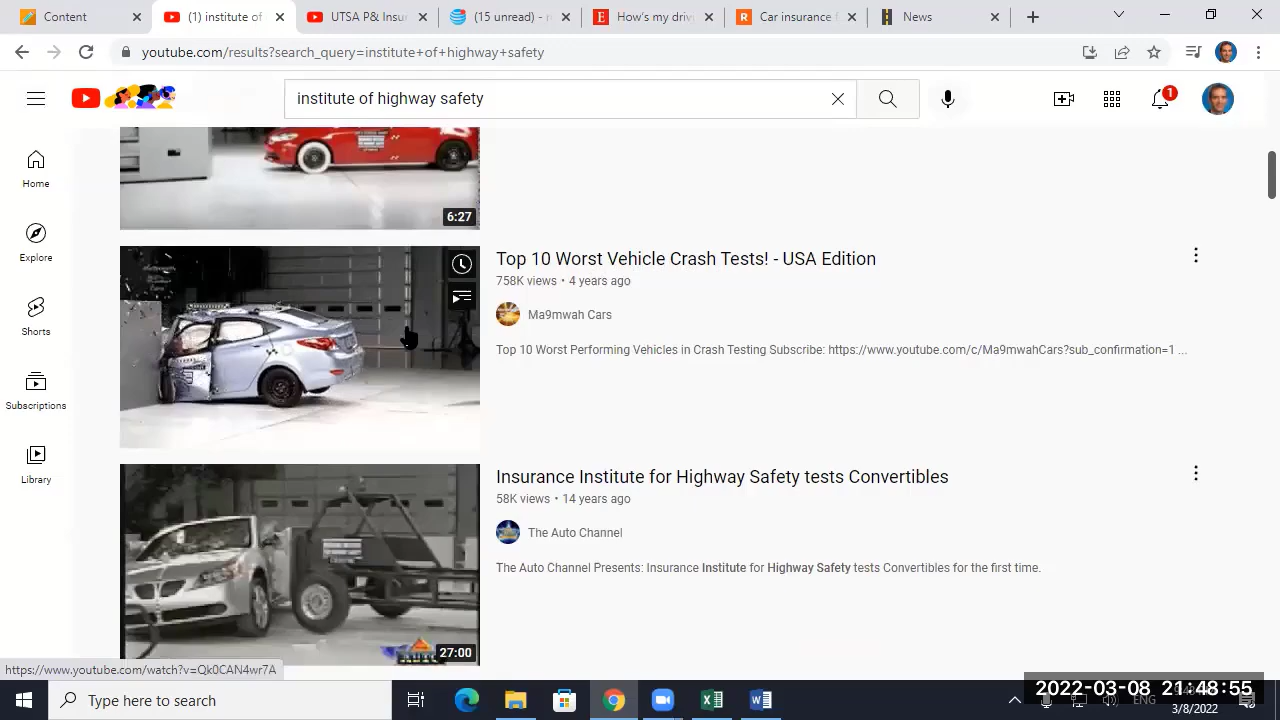 Content
(1) institute of
UTSA P& Insu
(15 unread) - r
How's my driv
Car insurance f
News
youtube.com/results?search_query=institute+of+highway+safety
institute of highway safety
1
Home
Explore
Shorts
Subscriptions
Library
6:27
Top 10 Worst Vehicle Crash Tests! - USA Edition
758K views • 4 years ago
Ma9mwah Cars
Top 10 Worst Performing Vehicles in Crash Testing Subscribe: https://www.youtube.com/c/Ma9mwahCars?sub_confirmation=1 ...
Insurance Institute for Highway Safety tests Convertibles
58K views • 14 years ago
The Auto Channel
The Auto Channel Presents: Insurance Institute for Highway Safety tests Convertibles for the first time.
27:00
https://www.youtube.com/watch?v=Qk0CAN4wr7A
Type here to search
2022-03-08 21:48:55
ENG
3/8/2022